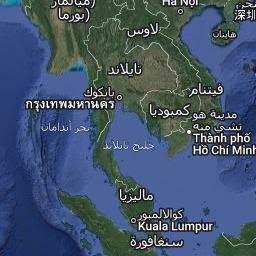 Ha Noi
(ميانمار
(بورما
لاوس
深圳
هاينان
تايلاند
بانكوك
กรุงเทพมหานคร
فيتنام
كمبوديا
مدينة هو
تشي منه
Thành phố
Hồ Chí Minh
بحر أندامان
خليج تايلاند
ماليزيا
كوالالمبور
Kuala Lumpur
سنغافورة